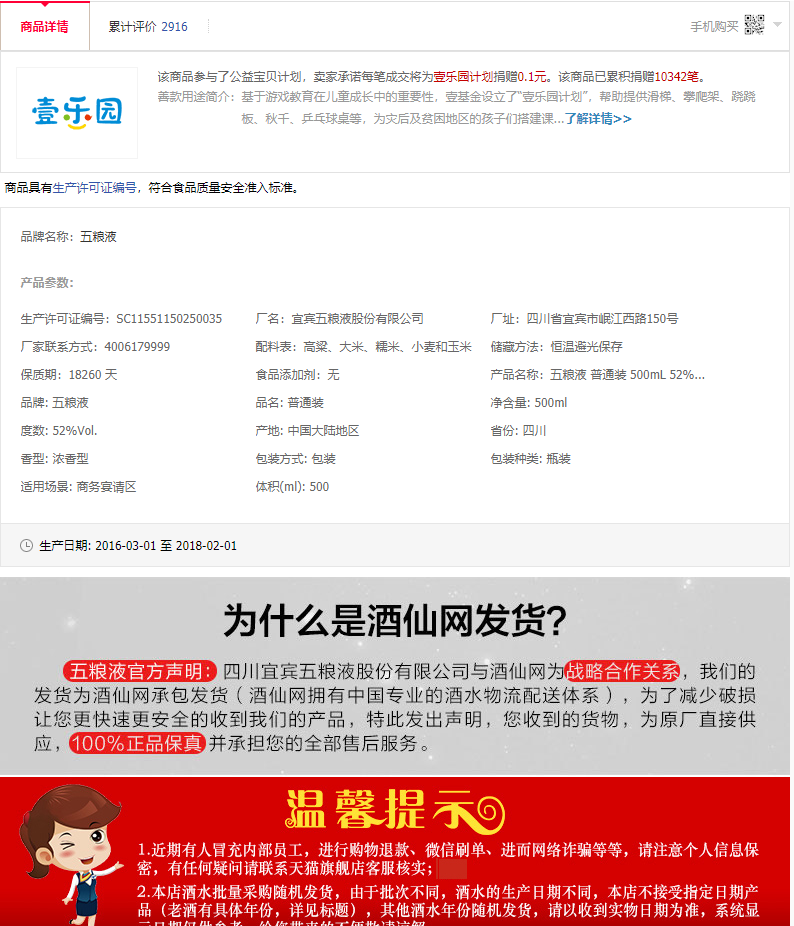 商品详情 累计评价 2916 手机购买
该商品参与了公益宝贝计划，卖家承诺每笔成交将为壹乐园计划捐赠0.1元。该商品已累积捐赠10342笔。
壹乐园
善款用途简介：基于游戏教育在儿童成长中的重要性，壹基金设立了“壹乐园计划”，帮助提供滑梯、攀爬架、跷跷
板、秋千、乒乓球桌等，为灾后及贫困地区的孩子们搭建课...了解详情>>
商品具有生产许可证编号，符合食品质量安全准入标准。
品牌名称：五粮液
产品参数：
生产许可证编号：SC11551150250035 厂名：宜宾五粮液股份有限公司 厂址：四川省宜宾市岷江西路150号
厂家联系方式：4006179999 配料表：高粱、大米、糯米、小麦和玉米 储藏方法：恒温避光保存
保质期：18260 天 食品添加剂：无 产品名称：五粮液 普通装 500mL 52%...
品牌: 五粮液 品名: 普通装 净含量: 500ml
度数: 52%Vol. 产地: 中国大陆地区 省份: 四川
香型: 浓香型 包装方式: 包装 包装种类: 瓶装
适用场景: 商务宴请区 体积(ml): 500
生产日期: 2016-03-01 至 2018-02-01
为什么是酒仙网发货?
五粮液官方声明：四川宜宾五粮液股份有限公司与酒仙网为战略合作关系，我们的
发货为酒仙网承包发货（酒仙网拥有中国专业的酒水物流配送体系），为了减少破损
让您更快速更安全的收到我们的产品，特此发出声明，您收到的货物，为原厂直接供
应，100%正品保真并承担您的全部售后服务。
温馨提示
1.近期有人冒充内部员工，进行购物退款、微信刷单、进而网络诈骗等等，请注意个人信息保
密，有任何疑问请联系天猫旗舰店客服核实；
2.本店酒水批量采购随机发货，由于批次不同，酒水的生产日期不同，本店不接受指定日期产
品（老酒有具体年份，详见标题），其他酒水年份随机发货，请以收到实物日期为准，系统显